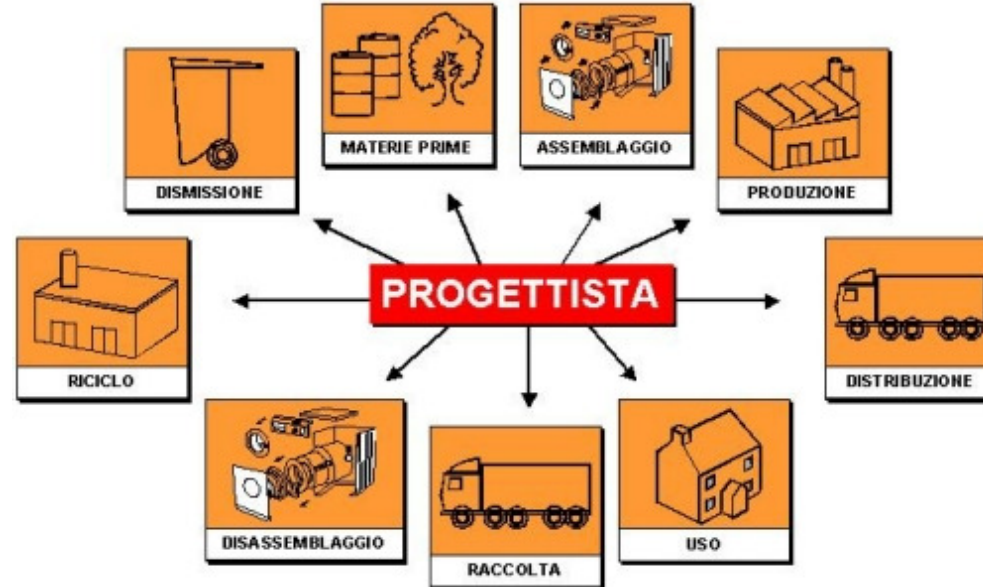 MATERIE PRIME
ASSEMBLAGGIO
DISMISSIONE
PRODUZIONE
PROGETTISTA
RICICLO
DISTRIBUZIONE
DISASSEMBLAGGIO
RACCOLTA
USO